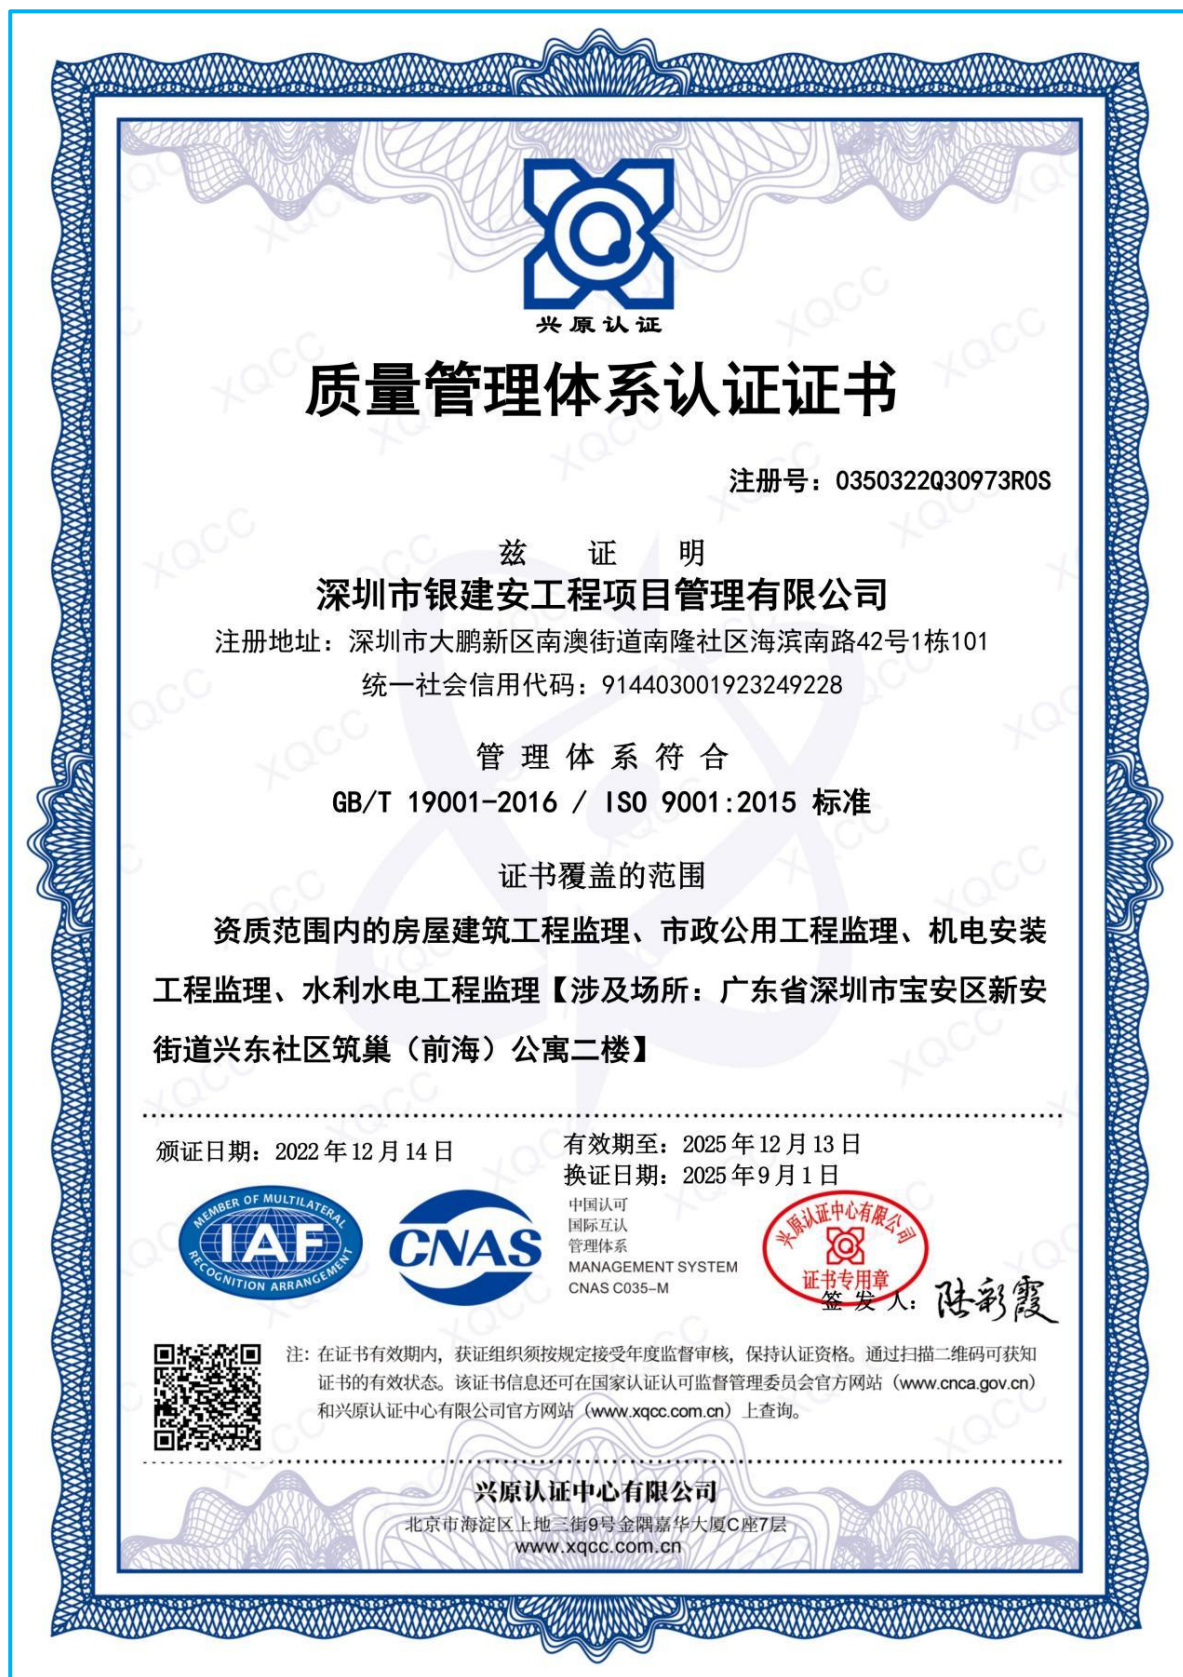 兴原认证
质量管理体系认证证书
注册号：0350322Q30973R0S
兹 证 明
深圳市银建安工程项目管理有限公司
注册地址：深圳市大鹏新区南澳街道南隆社区海滨南路42号1栋101
统一社会信用代码：914403001923249228
管 理 体 系 符 合
GB/T 19001-2016 / ISO 9001:2015 标准
证书覆盖的范围
资质范围内的房屋建筑工程监理、市政公用工程监理、机电安装
工程监理、水利水电工程监理【涉及场所：广东省深圳市宝安区新安
街道兴东社区筑巢（前海）公寓二楼】
颁证日期：2022年12月14日
有效期至：2025年12月13日
换证日期：2025年9月1日
MEMBER OF MULTILATERAL
IAF
RECOGNITION ARRANGEMENT
CNAS
中国认可
国际互认
管理体系
MANAGEMENT SYSTEM
CNAS C035-M
兴原认证中心有限公司
证书专用章
签 发 人：陆彩霞
注：在证书有效期内，获证组织须按规定接受年度监督审核，保持认证资格。通过扫描二维码可获知
证书的有效状态。该证书信息还可在国家认证认可监督管理委员会官方网站（www.cnca.gov.cn）
和兴原认证中心有限公司官方网站（www.xqcc.com.cn）上查询。
兴原认证中心有限公司
北京市海淀区上地三街9号金隅嘉华大厦C座7层
www.xqcc.com.cn